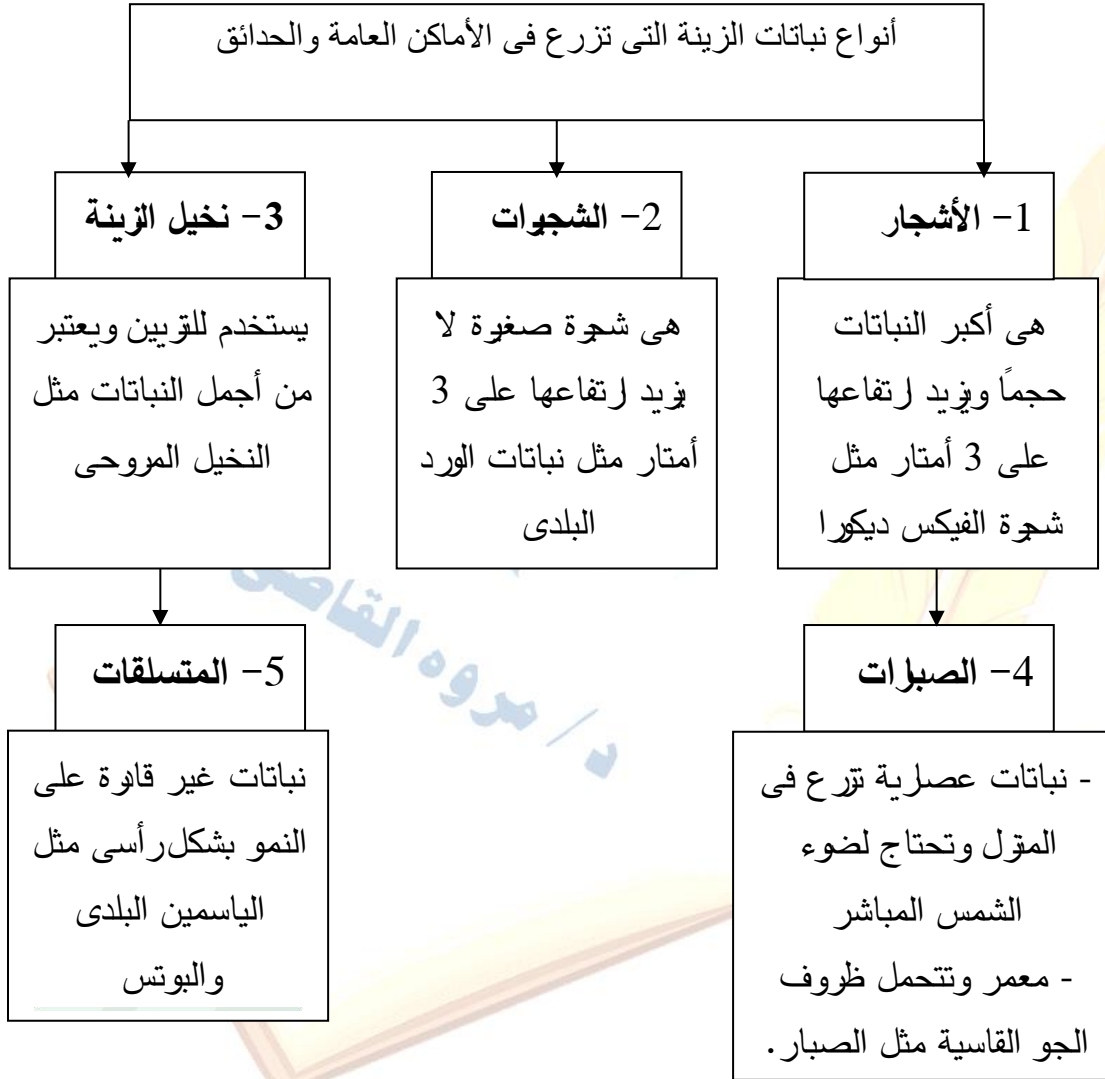 أنواع نباتات الزينة التى تزرع فى الأماكن العامة والحدائق
1- الأشجار
هى أكبر النباتات
حجماً ويزيد ارتفاعها
على 3 أمتار مثل
شجرة الفيكس ديكورا
2- الشجيرات
هى شجرة صغيرة لا
يزيد ارتفاعها على 3
أمتار مثل نباتات الورد
البلدى
3- نخيل الزينة
يستخدم للتزيين ويعتبر
من أجمل النباتات مثل
النخيل المروحى
4- الصبارات
- نباتات عصارية تزرع فى
المنزل وتحتاج لضوء
الشمس المباشر
- معمر وتتحمل ظروف
الجو القاسية مثل الصبار.
5- المتسلقات
نباتات غير قادرة على
النمو بشكل رأسى مثل
الياسمين البلدى
والبوتس
د/ مروه القاضى